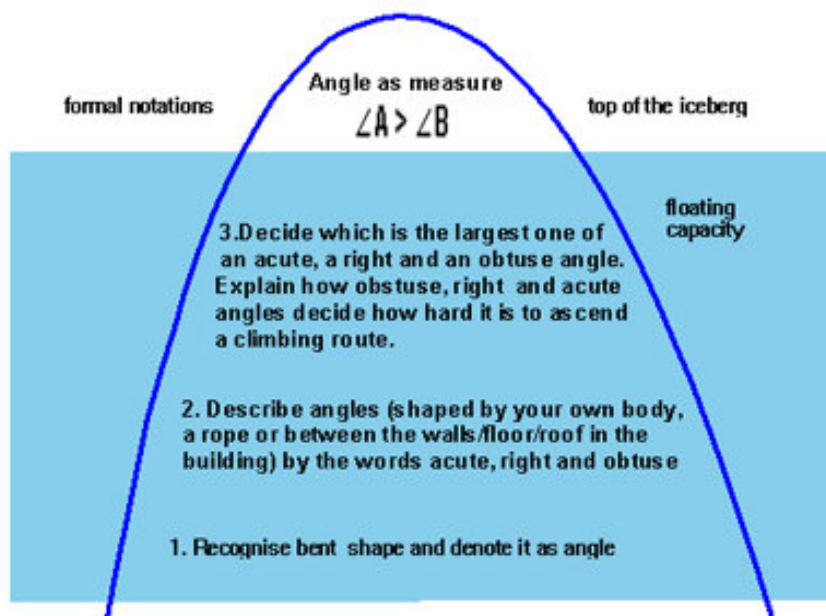 Angle as measure
formal notations
∠A > ∠B
top of the iceberg
floating
capacity
3.Decide which is the largest one of
an acute, a right and an obtuse angle.
Explain how obstuse, right and acute
angles decide how hard it is to ascend
a climbing route.
2. Describe angles (shaped by your own body,
a rope or between the walls/floor/roof in the
building) by the words acute, right and obtuse
1. Recognise bent shape and denote it as angle